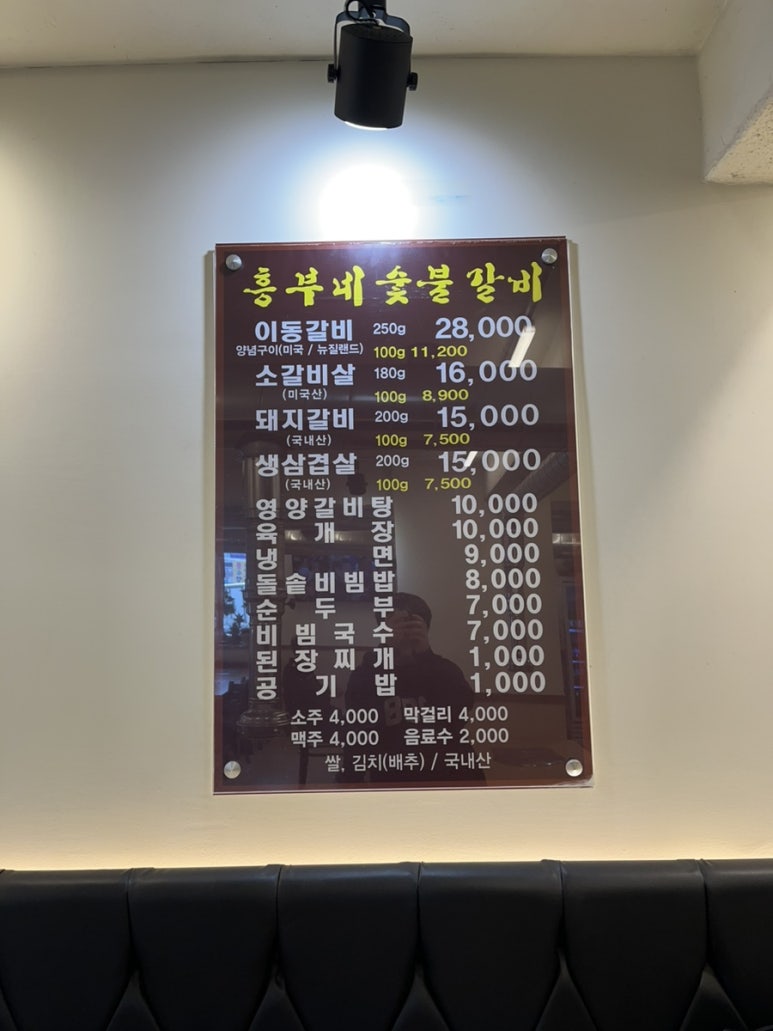 흥부네 숯불갈비
이동갈비 250g 28,000
양념구이(미국 / 뉴질랜드) 100g 11,200
소갈비살 180g 16,000
(미국산) 100g 8,900
돼지갈비 200g 15,000
(국내산) 100g 7,500
생삼겹살 200g 15,000
(국내산) 100g 7,500
영양갈비탕 10,000
육개장 10,000
냉면 9,000
돌솥비빔밥 8,000
순두부 7,000
비빔국수 7,000
된장찌개 1,000
공기밥 1,000
소주 4,000 막걸리 4,000
맥주 4,000 음료수 2,000
쌀, 김치(배추) / 국내산